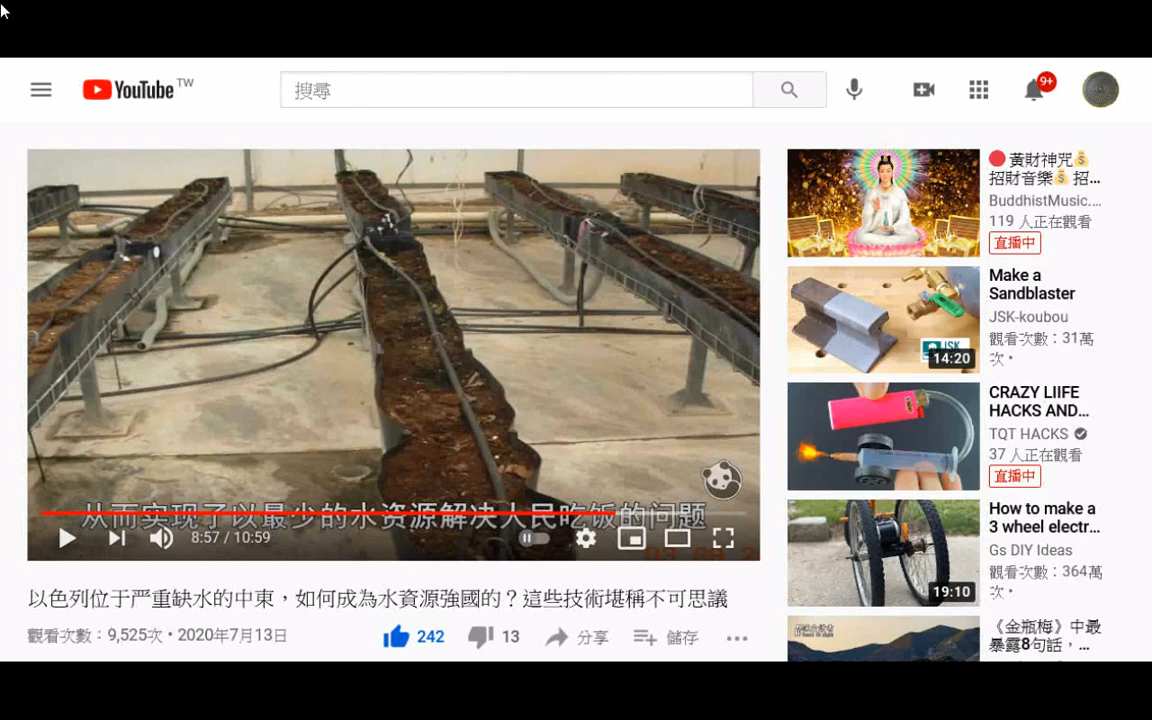 YouTube TW
搜尋
9+
从而实现了以最少的水资源解决人民吃饭的问题
8:57 / 10:59
以色列位于严重缺水的中東，如何成為水資源強國的？這些技術堪稱不可思議
觀看次數：9,525次 • 2020年7月13日
242
13
分享
儲存
黃財神咒
招財音樂 招...
BuddhistMusic....
119 人正在觀看
直播中
JSK
14:20
Make a
Sandblaster
JSK-koubou
觀看次數：31萬
次 •
CRAZY LIIFE
HACKS AND...
TQT HACKS
37 人正在觀看
直播中
19:10
How to make a
3 wheel electr...
Gs DIY Ideas
觀看次數：364萬
次 •
《金瓶梅》中最
暴露8句話，...